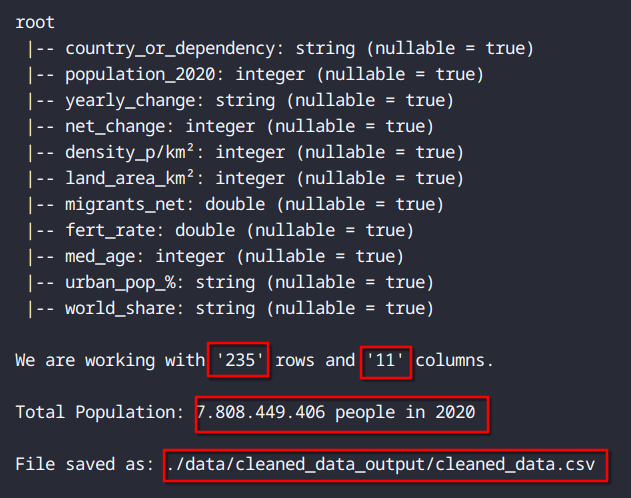 root
|-- country_or_dependency: string (nullable = true)
|-- population_2020: integer (nullable = true)
|-- yearly_change: string (nullable = true)
|-- net_change: integer (nullable = true)
|-- density_p/km²: integer (nullable = true)
|-- land_area_km²: integer (nullable = true)
|-- migrants_net: double (nullable = true)
|-- fert_rate: double (nullable = true)
|-- med_age: integer (nullable = true)
|-- urban_pop_%: string (nullable = true)
|-- world_share: string (nullable = true)
We are working with '235' rows and '11' columns.
Total Population: 7.808.449.406 people in 2020
File saved as: ./data/cleaned_data_output/cleaned_data.csv